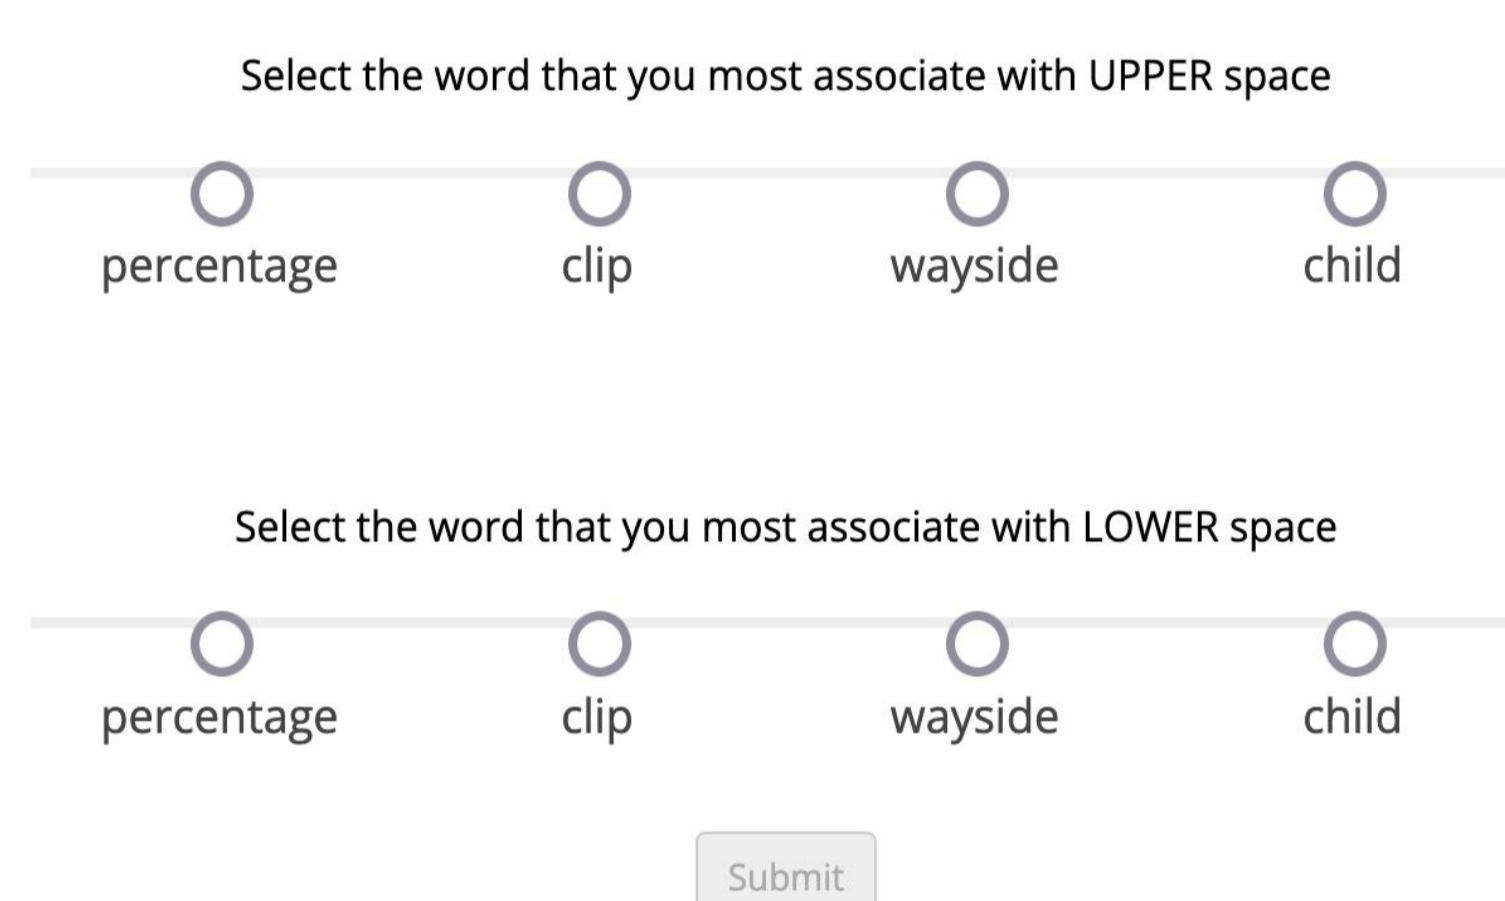 Select the word that you most associate with UPPER space
percentage clip wayside child
Select the word that you most associate with LOWER space
percentage clip wayside child
Submit